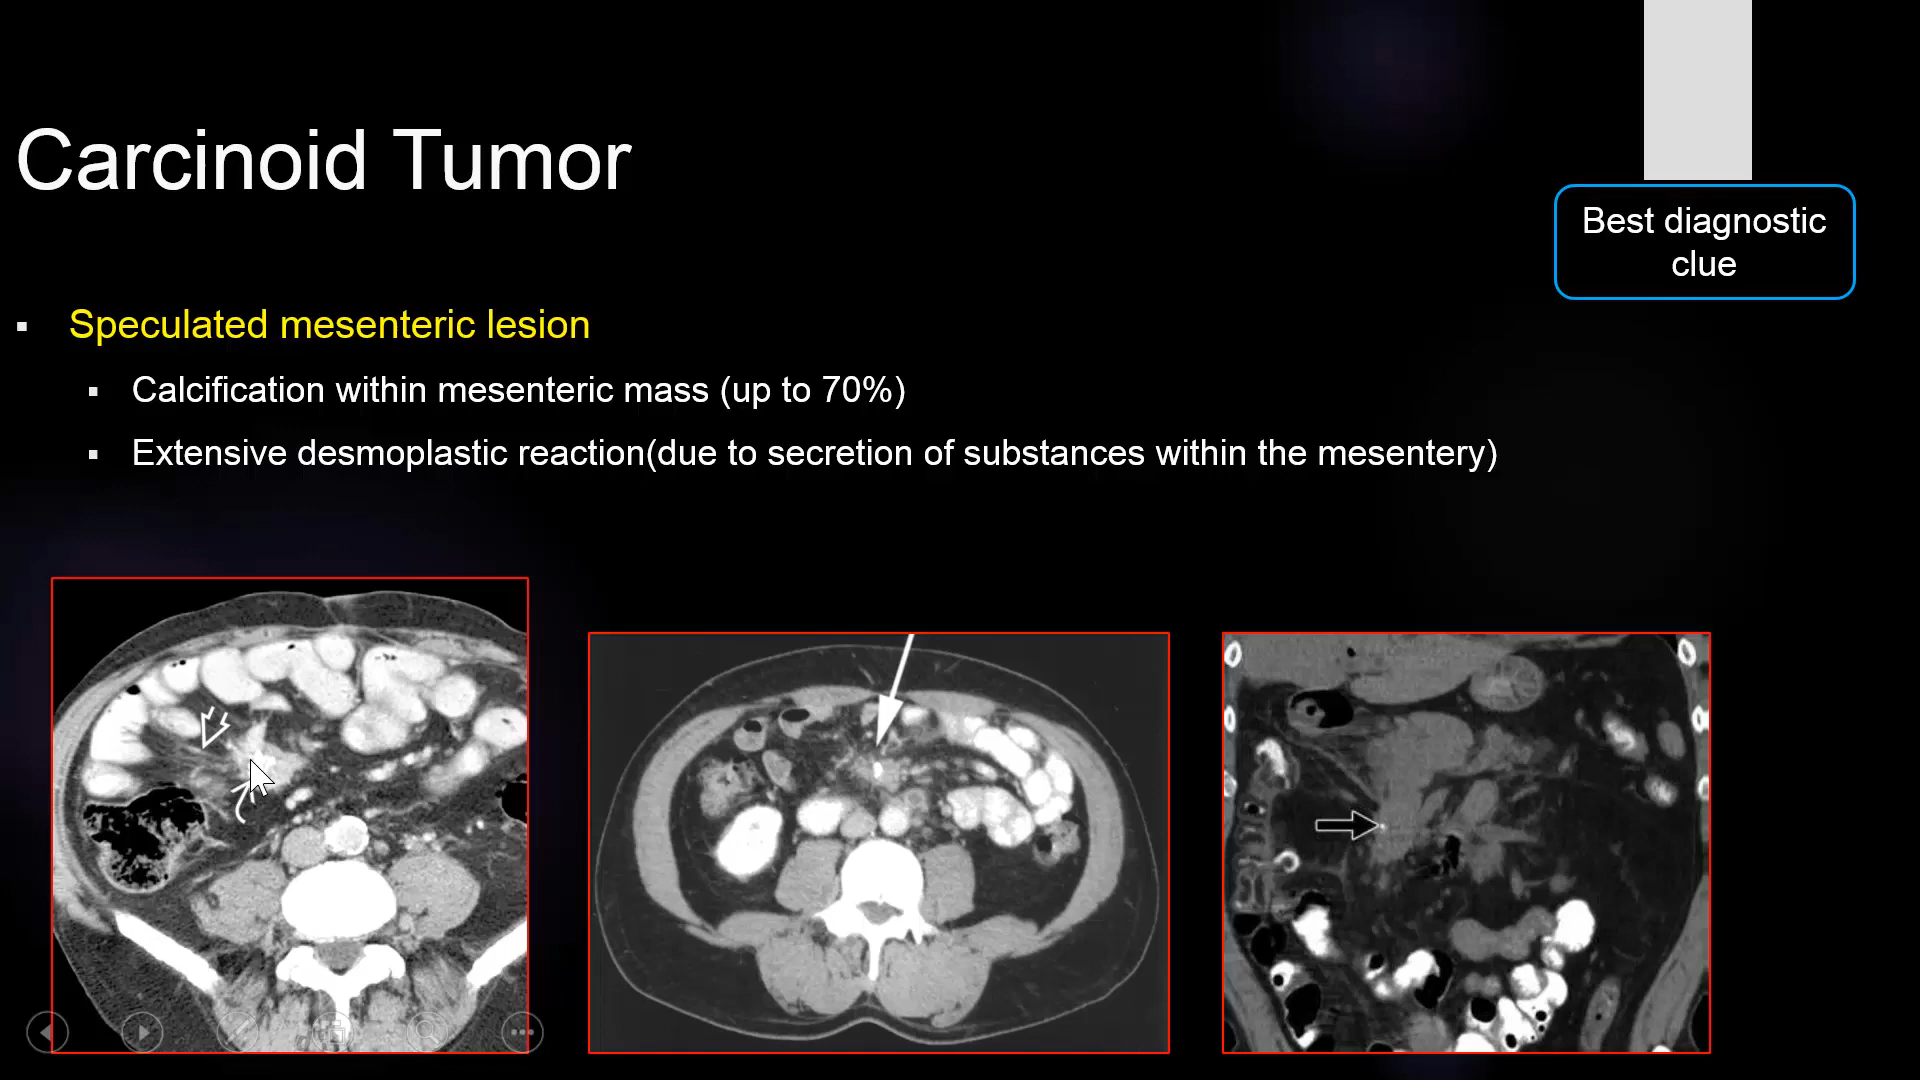 Carcinoid Tumor
Best diagnostic
clue
▪ Speculated mesenteric lesion
▪ Calcification within mesenteric mass (up to 70%)
▪ Extensive desmoplastic reaction(due to secretion of substances within the mesentery)